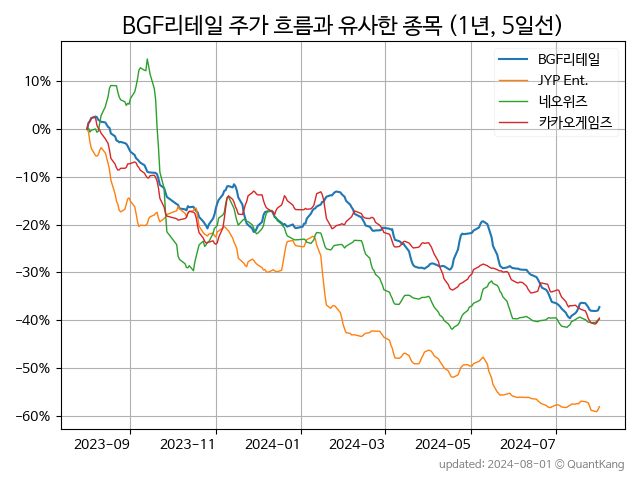 BGF리테일 주가 흐름과 유사한 종목 (1년, 5일선)
BGF리테일
JYP Ent.
네오위즈
카카오게임즈
10%
0%
−10%
−20%
−30%
−40%
−50%
−60%
2023−09
2023−11
2024−01
2024−03
2024−05
2024−07
updated: 2024-08-01 © QuantKang